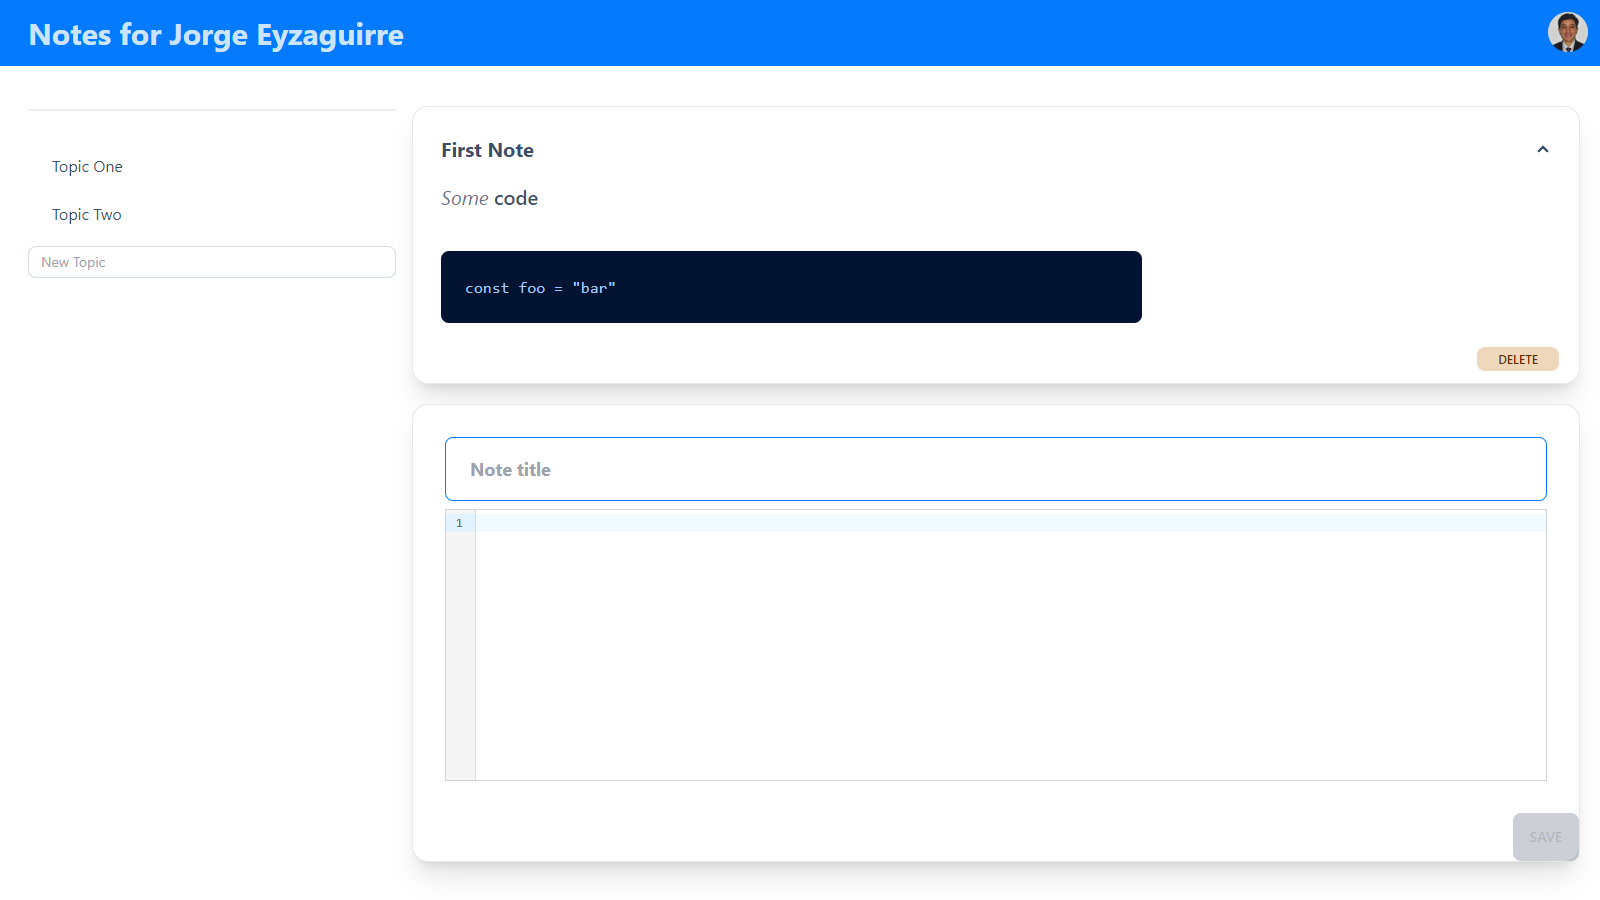 Notes for Jorge Eyzaguirre
Topic One
Topic Two
New Topic
First Note
Some code
const foo = "bar"
DELETE
Note title
1
SAVE